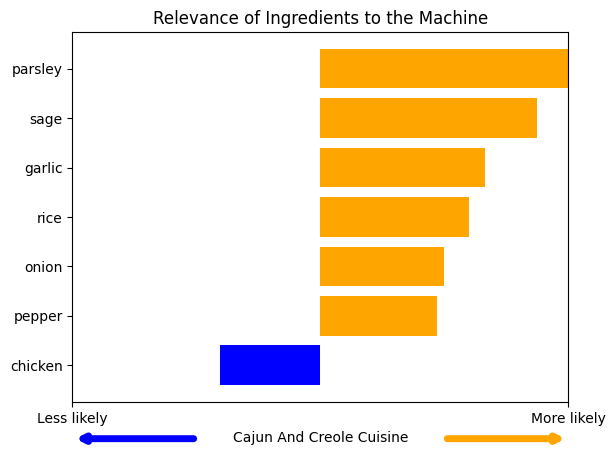 Relevance of Ingredients to the Machine
parsley
sage
garlic
rice
onion
pepper
chicken
Less likely
More likely
Cajun And Creole Cuisine